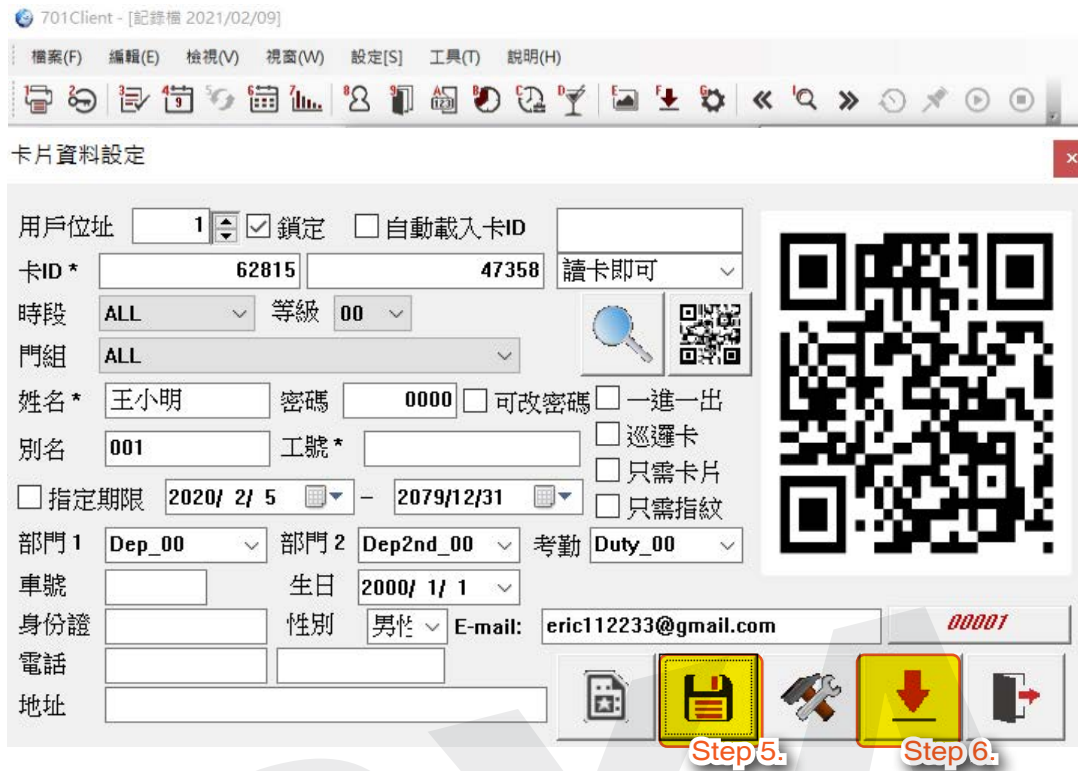 701Client - [記錄檔 2021/02/09]
檔案(F) 編輯(E) 檢視(V) 視窗(W) 設定[S] 工具(T) 說明(H)
卡片資料設定
用戶位址 1 鎖定 自動載入卡ID
卡ID * 62815 47358 讀卡即可
時段 ALL 等級 00
門組 ALL
姓名 * 王小明 密碼 0000 可改密碼 一進一出
別名 001 工號 * 巡邏卡
只需卡片
指定期限 2020/ 2/ 5 - 2079/12/31 只需指紋
部門 1 Dep_00 部門 2 Dep2nd_00 考勤 Duty_00
車號 生日 2000/ 1/ 1
身份證 性別 男性 E-mail: eric112233@gmail.com 00001
電話
地址
Step 5. Step 6.